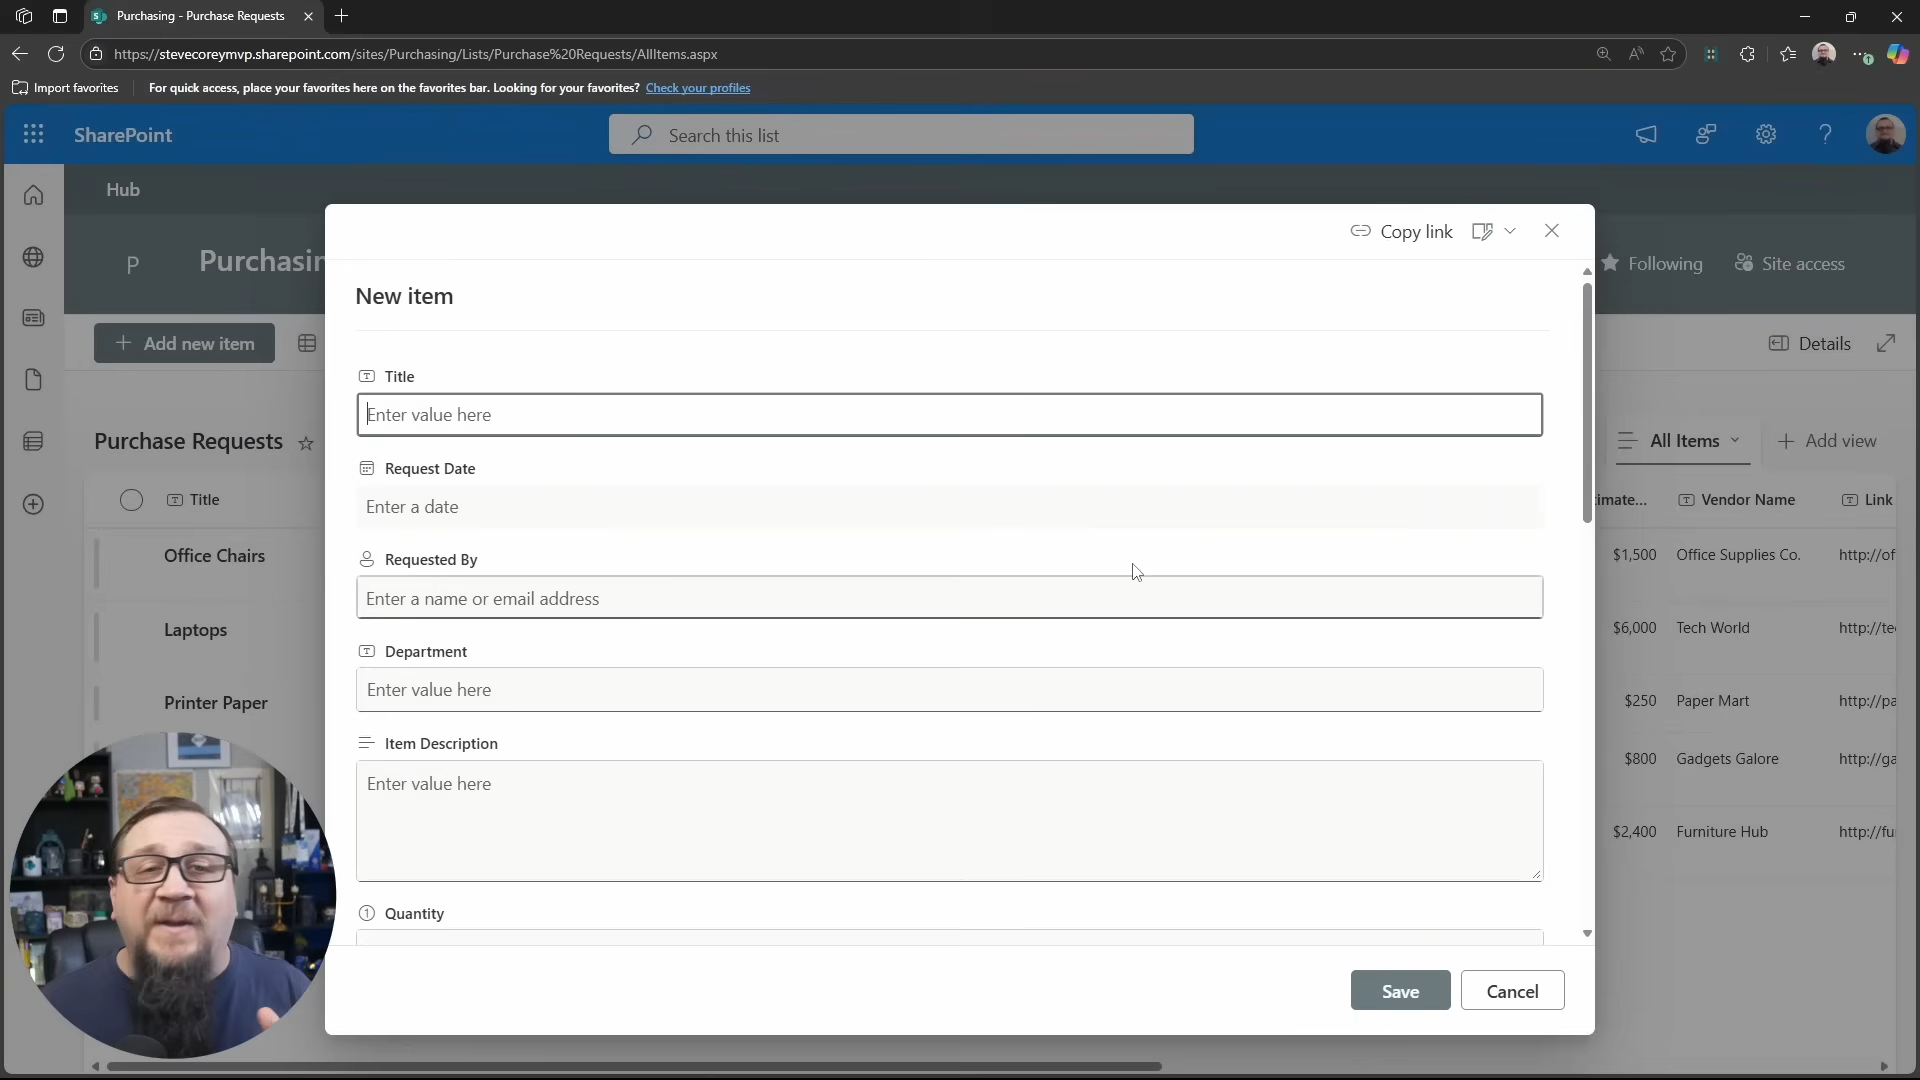 Purchasing - Purchase Requests
https://stevecoreymvp.sharepoint.com/sites/Purchasing/Lists/Purchase%20Requests/AllItems.aspx
Import favorites
For quick access, place your favorites here on the favorites bar. Looking for your favorites? Check your profiles
SharePoint
Search this list
Hub
P
Purchasin
Following
Site access
Copy link
New item
Add new item
Details
Title
Enter value here
Request Date
Enter a date
Requested By
Enter a name or email address
Department
Enter value here
Item Description
Enter value here
Quantity
Save
Cancel
Purchase Requests
All Items
Add view
Title
imate...
Vendor Name
Link
Office Chairs
$1,500
Office Supplies Co.
http://of
Laptops
$6,000
Tech World
http://te
Printer Paper
$250
Paper Mart
http://pa
$800
Gadgets Galore
http://ga
$2,400
Furniture Hub
http://fu